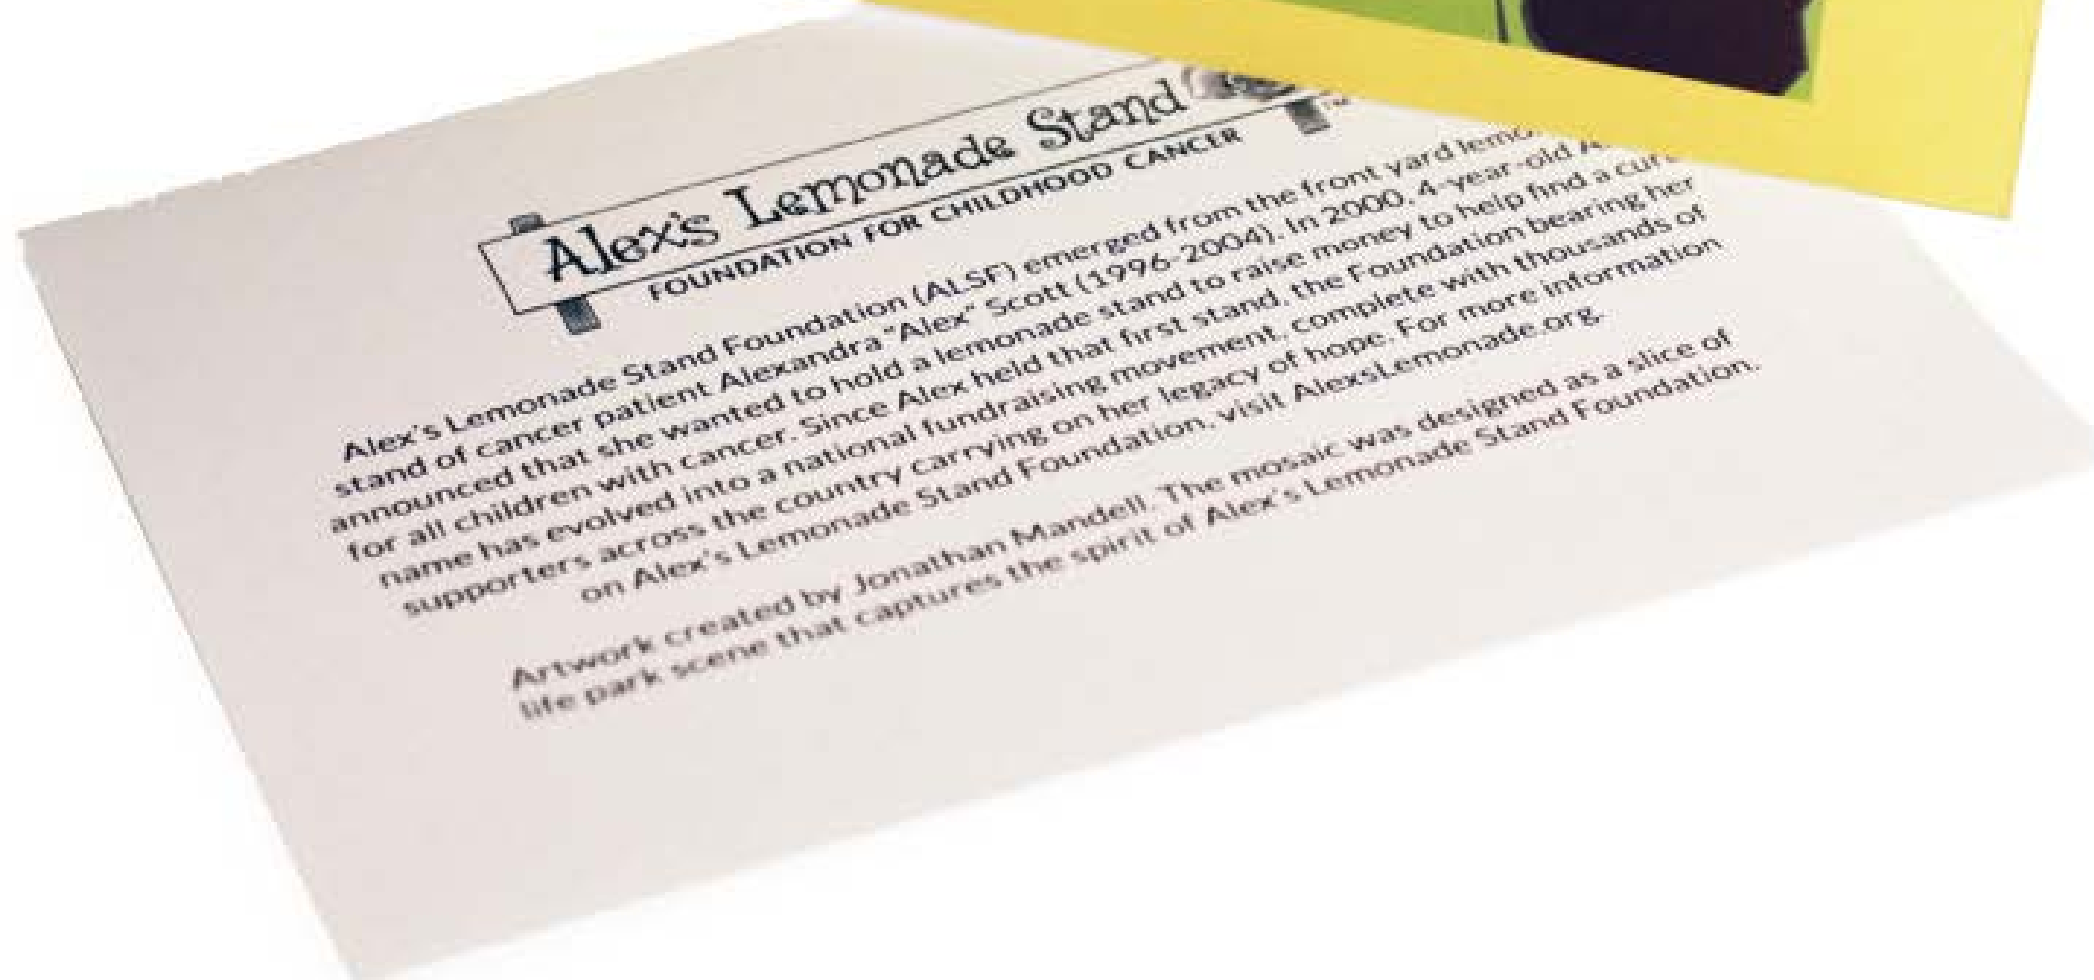 Alex's Lemonade Stand
FOUNDATION FOR CHILDHOOD CANCER
Alex's Lemonade Stand Foundation (ALSF) emerged from the front yard
stand of cancer patient Alexandra "Alex" Scott (1996-2004). In 2000, 4-year-old
announced that she wanted to hold a lemonade stand to raise money to help find a
for all children with cancer. Since Alex held that first stand, the Foundation bearing her
name has evolved into a national fundraising movement, complete with thousands of
supporters across the country carrying on her legacy of hope. For more information
on Alex's Lemonade Stand Foundation, visit AlexsLemonade.org.
Artwork created by Jonathan Mandell. The mosaic was designed as a slice of
life park scene that captures the spirit of Alex's Lemonade Stand Foundation.